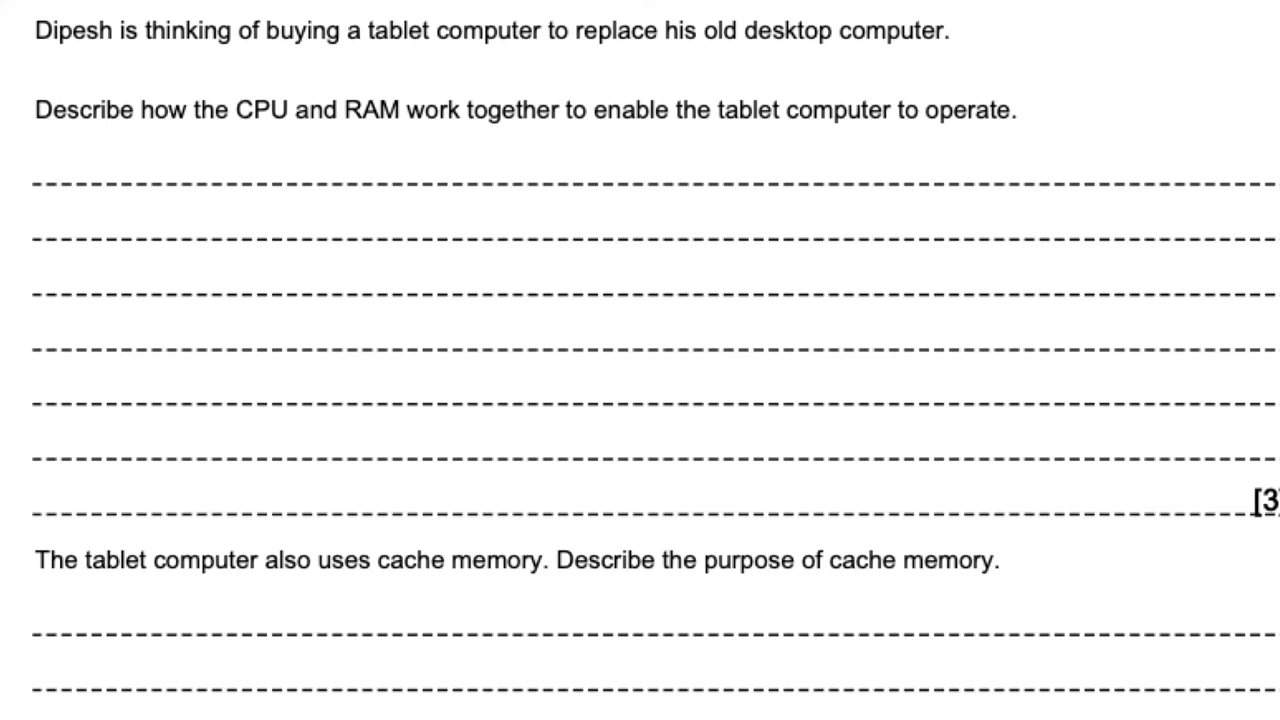 Dipesh is thinking of buying a tablet computer to replace his old desktop computer.
Describe how the CPU and RAM work together to enable the tablet computer to operate.
[3]
The tablet computer also uses cache memory. Describe the purpose of cache memory.